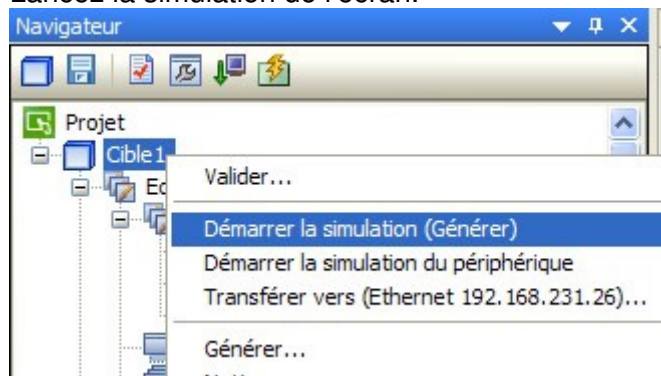 Lancez la simulation de l'écran.
Navigateur
Projet
Cible1
Ec
Valider...
Démarrer la simulation (Générer)
Démarrer la simulation du périphérique
Transférer vers (Ethernet 192.168.231.26)...
Générer...